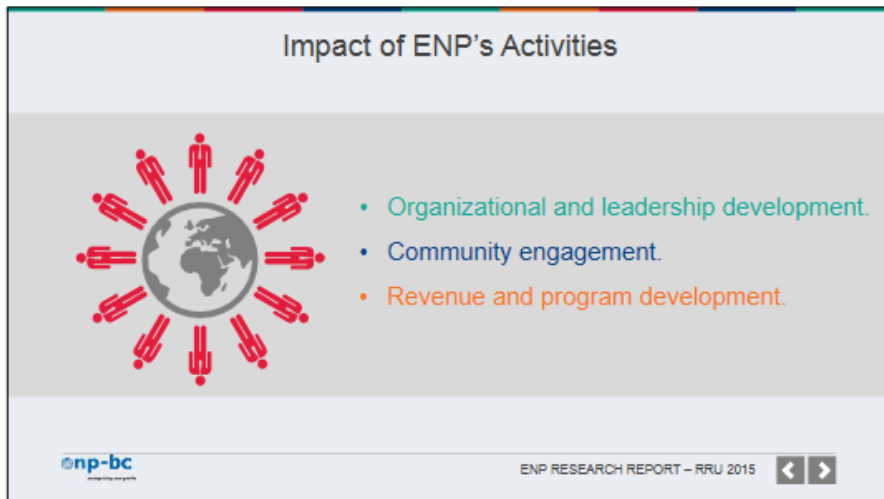 Impact of ENP's Activities
• Organizational and leadership development.
• Community engagement.
• Revenue and program development.
enp-bc
ENP RESEARCH REPORT – RRU 2015